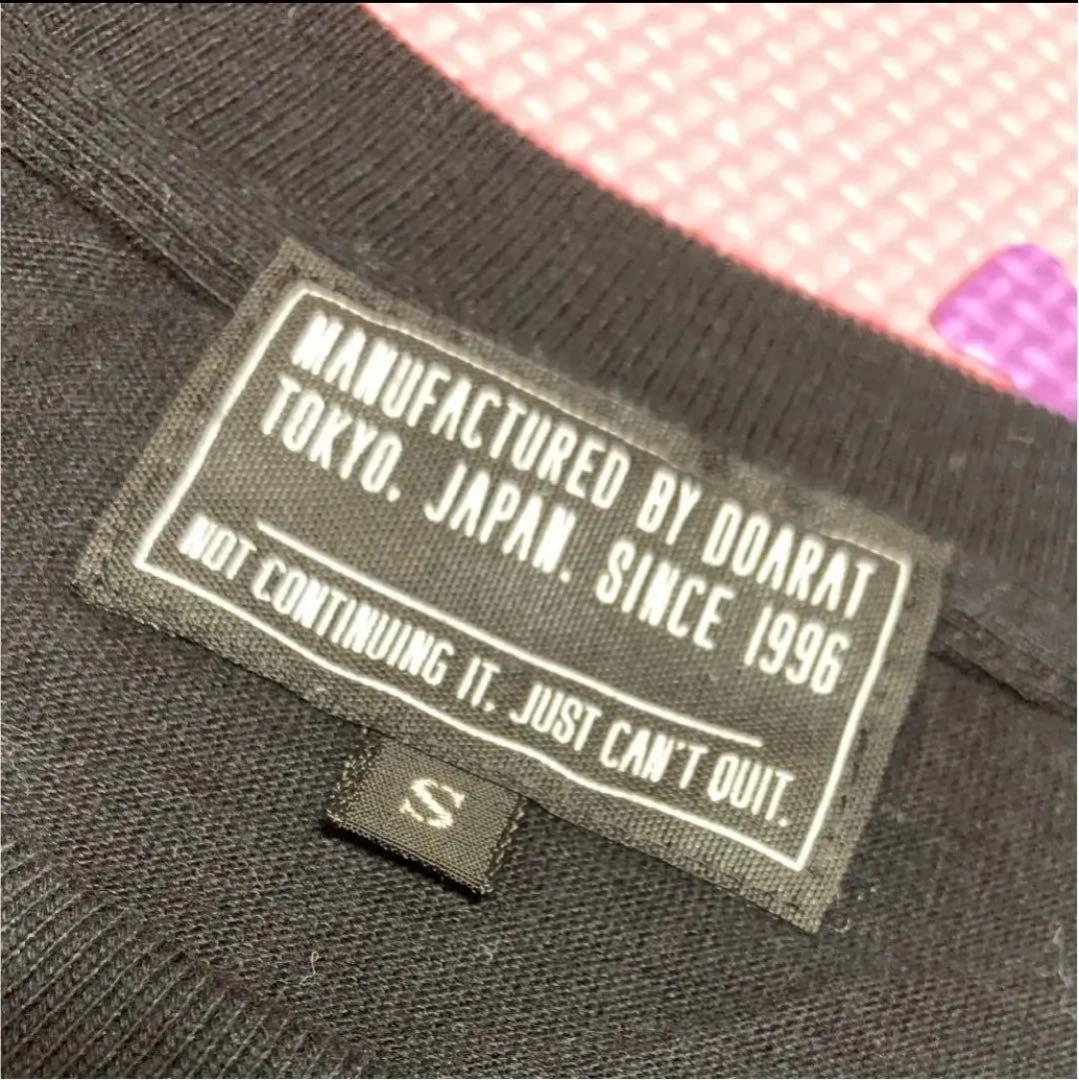 MANUFACTURED BY DOARAT
TOKYO. JAPAN. SINCE 1996
NOT CONTINUING IT. JUST CAN'T QUIT.
S